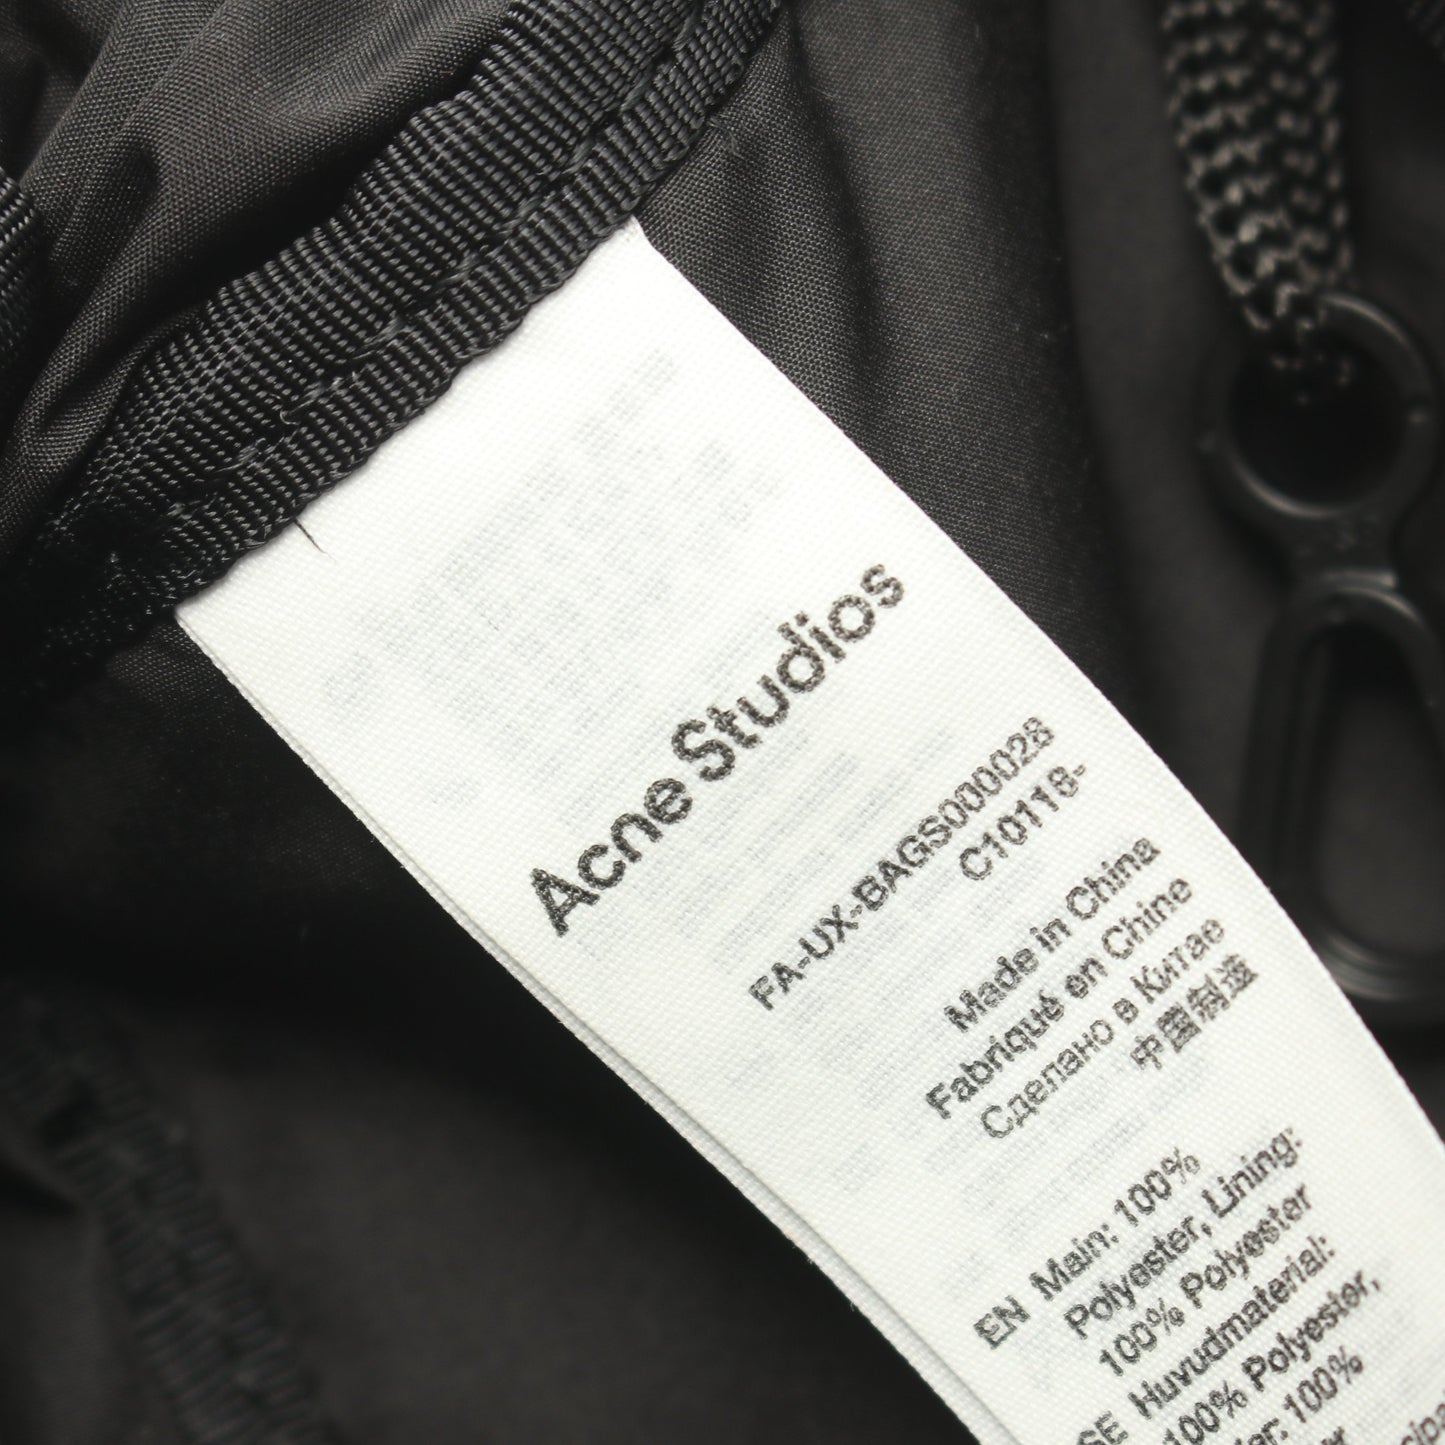 Acne Studios
FA-UX-BAGS000028
C10118-
Made in China
Fabriqué en Chine
Сделано в Китае
中国制造
EN Main: 100%
Polyester, Lining:
100% Polyester
SE Huvudmaterial:
100% Polyester,
100%